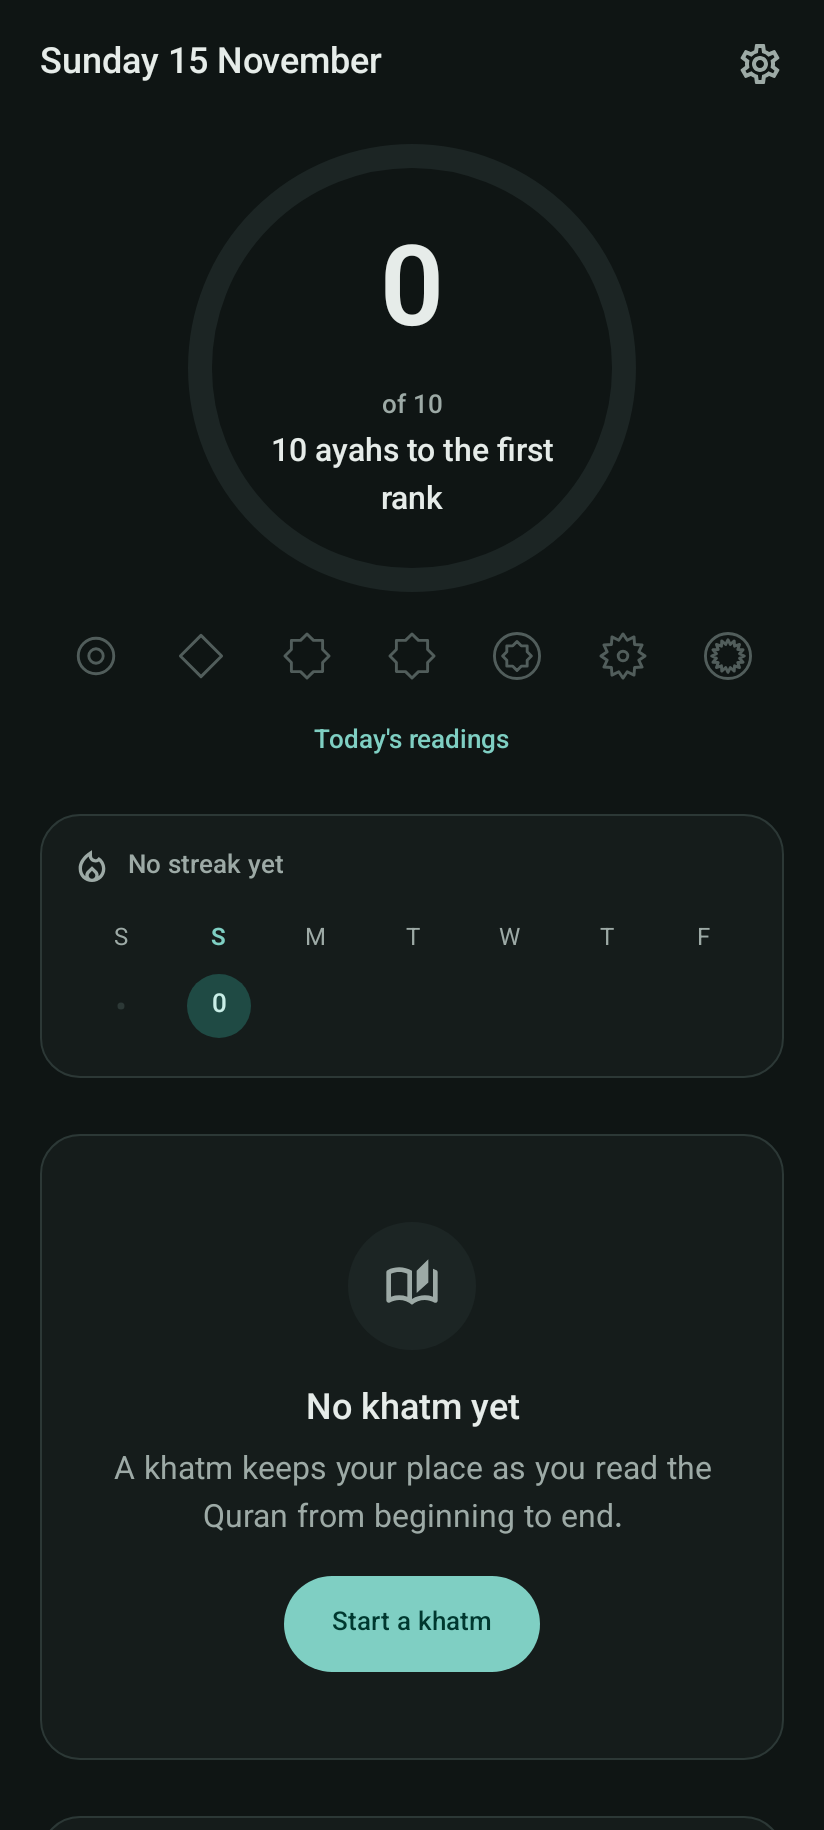 Sunday 15 November
0
of 10
10 ayahs to the first
rank
Today's readings
No streak yet
S S M T W T F
0
No khatm yet
A khatm keeps your place as you read the
Quran from beginning to end.
Start a khatm